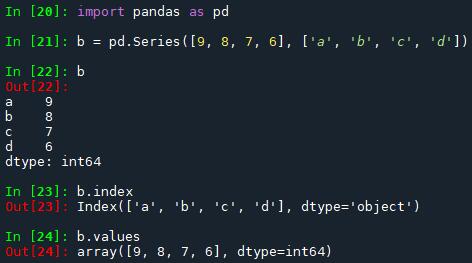 In [20]: import pandas as pd
In [21]: b = pd.Series([9, 8, 7, 6], ['a', 'b', 'c', 'd'])
In [22]: b
Out[22]:
a    9
b    8
c    7
d    6
dtype: int64
In [23]: b.index
Out[23]: Index(['a', 'b', 'c', 'd'], dtype='object')
In [24]: b.values
Out[24]: array([9, 8, 7, 6], dtype=int64)